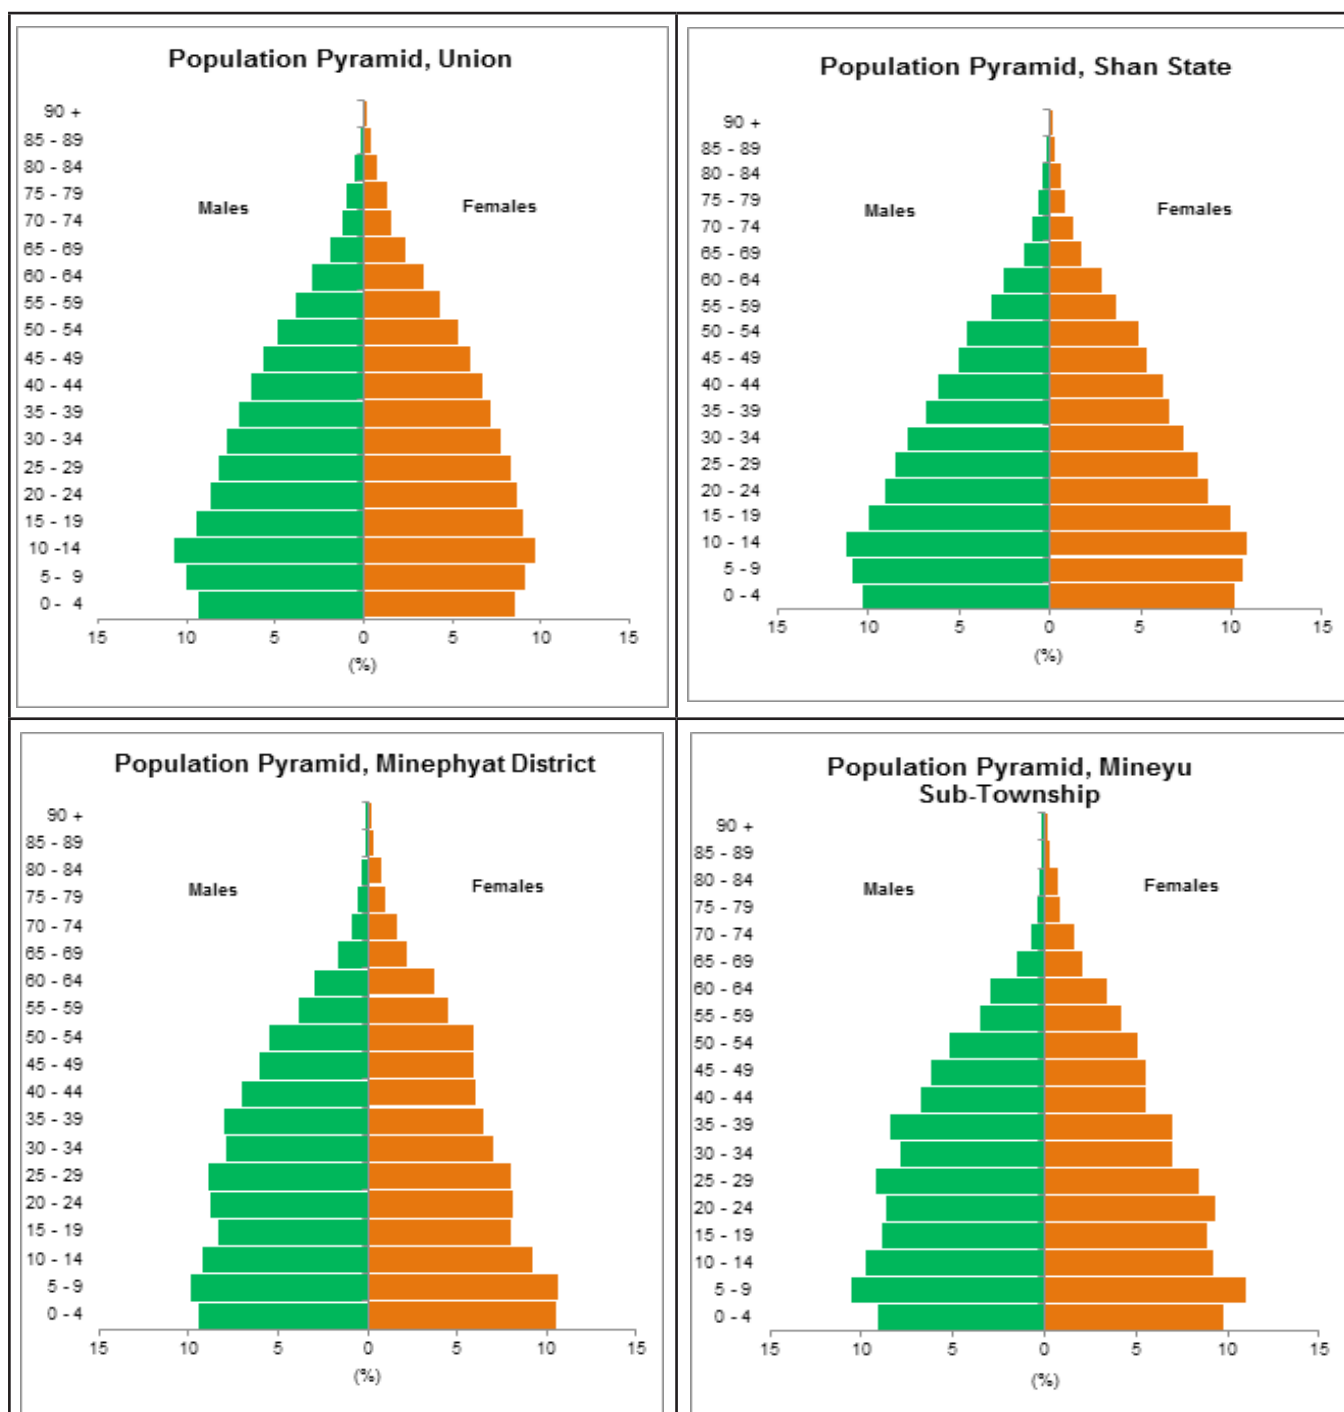 Population Pyramid, Union
90 +
85 - 89
80 - 84
75 - 79
70 - 74
65 - 69
60 - 64
55 - 59
50 - 54
45 - 49
40 - 44
35 - 39
30 - 34
25 - 29
20 - 24
15 - 19
10 -14
5 - 9
0 - 4
Males
Females
15 10 5 0 5 10 15
(%)
Population Pyramid, Shan State
90 +
85 - 89
80 - 84
75 - 79
70 - 74
65 - 69
60 - 64
55 - 59
50 - 54
45 - 49
40 - 44
35 - 39
30 - 34
25 - 29
20 - 24
15 - 19
10 - 14
5 - 9
0 - 4
Males
Females
15 10 5 0 5 10 15
(%)
Population Pyramid, Minephyat District
90 +
85 - 89
80 - 84
75 - 79
70 - 74
65 - 69
60 - 64
55 - 59
50 - 54
45 - 49
40 - 44
35 - 39
30 - 34
25 - 29
20 - 24
15 - 19
10 - 14
5 - 9
0 - 4
Males
Females
15 10 5 0 5 10 15
(%)
Population Pyramid, Mineyu
Sub-Township
90 +
85 - 89
80 - 84
75 - 79
70 - 74
65 - 69
60 - 64
55 - 59
50 - 54
45 - 49
40 - 44
35 - 39
30 - 34
25 - 29
20 - 24
15 - 19
10 - 14
5 - 9
0 - 4
Males
Females
15 10 5 0 5 10 15
(%)